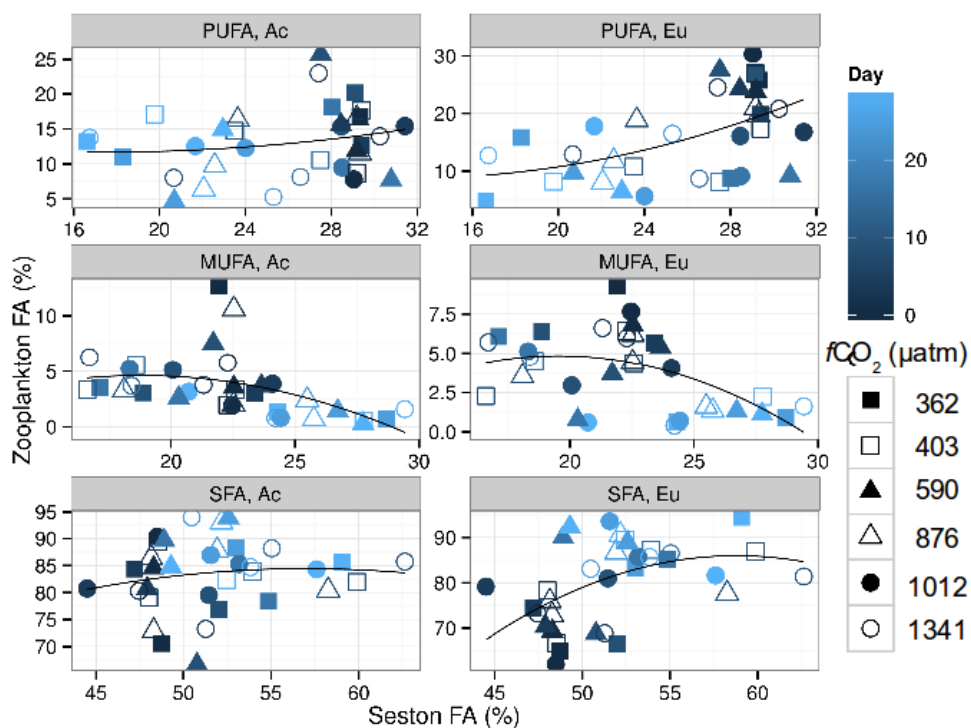 PUFA, Ac
PUFA, Eu
25
20
15
10
5
30
20
10
16 20 24 28 32
16 20 24 28 32
MUFA, Ac
MUFA, Eu
10
5
0
7.5
5.0
2.5
0.0
20 25 30
20 25 30
SFA, Ac
SFA, Eu
95
90
85
80
75
70
90
80
70
45 50 55 60
45 50 55 60
Zooplankton FA (%)
Seston FA (%)
Day
20
10
0
fCO₂ (µatm)
362
403
590
876
1012
1341